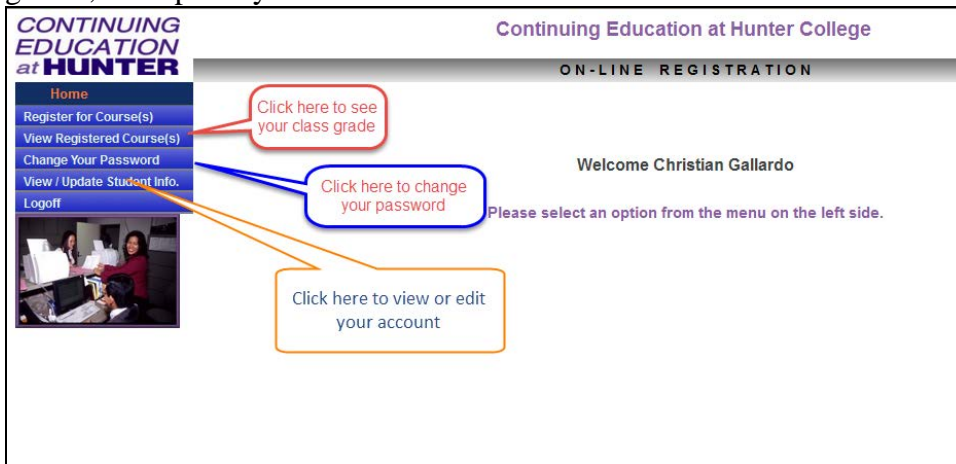 CONTINUING
EDUCATION
at HUNTER
Continuing Education at Hunter College
ON-LINE REGISTRATION
Home
Register for Course(s)
View Registered Course(s)
Change Your Password
View / Update Student Info.
Logoff
Click here to see
your class grade
Click here to change
your password
Click here to view or edit
your account
Welcome Christian Gallardo
Please select an option from the menu on the left side.